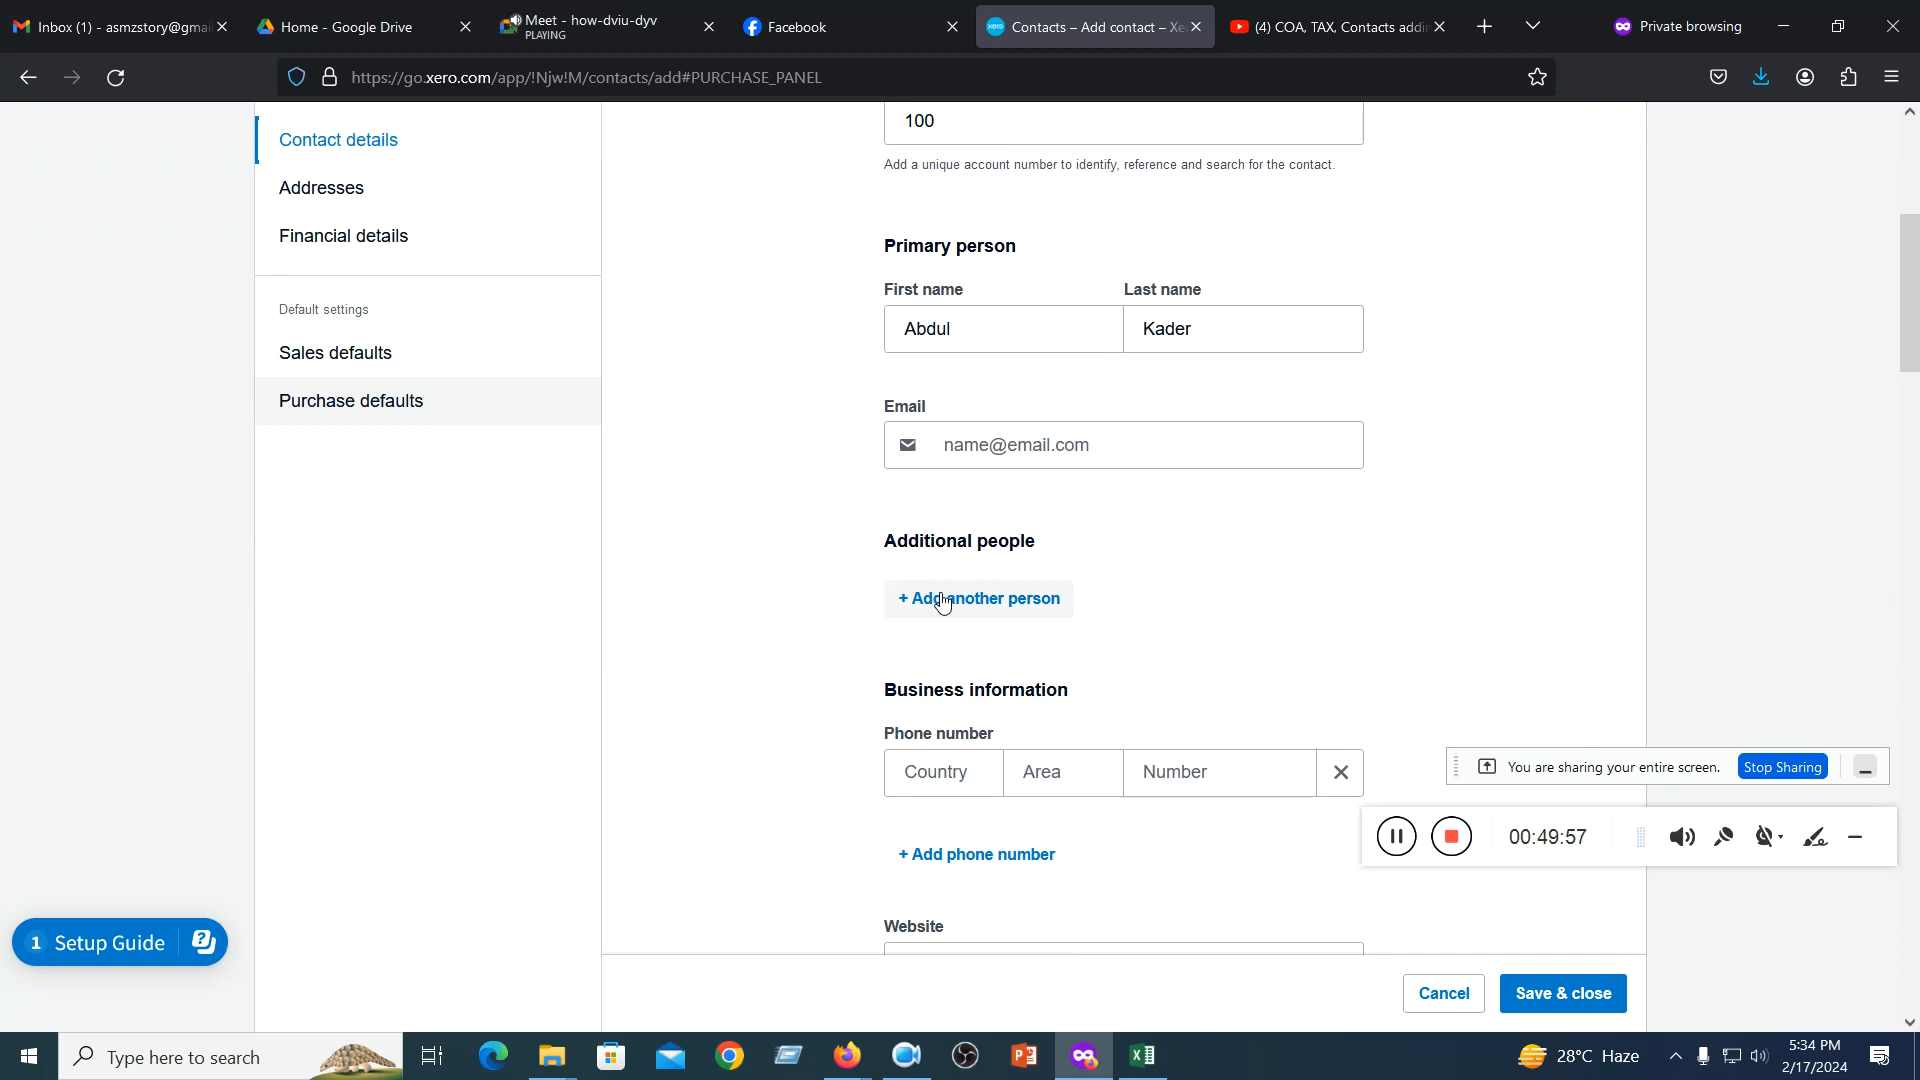 Inbox (1) - asmzstory@gmai
Home - Google Drive
Meet - how-dviu-dyv
PLAYING
Facebook
Contacts – Add contact – Xe
(4) COA, TAX, Contacts addi
Private browsing
https://go.xero.com/app/!Njw!M/contacts/add#PURCHASE_PANEL
Contact details
Addresses
Financial details
Default settings
Sales defaults
Purchase defaults
100
Add a unique account number to identify, reference and search for the contact.
Primary person
First name
Last name
Abdul
Kader
Email
name@email.com
Additional people
+ Add another person
Business information
Phone number
Country
Area
Number
+ Add phone number
Website
You are sharing your entire screen.
Stop Sharing
00:49:57
1 Setup Guide
Cancel
Save & close
Type here to search
28°C Haze
5:34 PM
2/17/2024